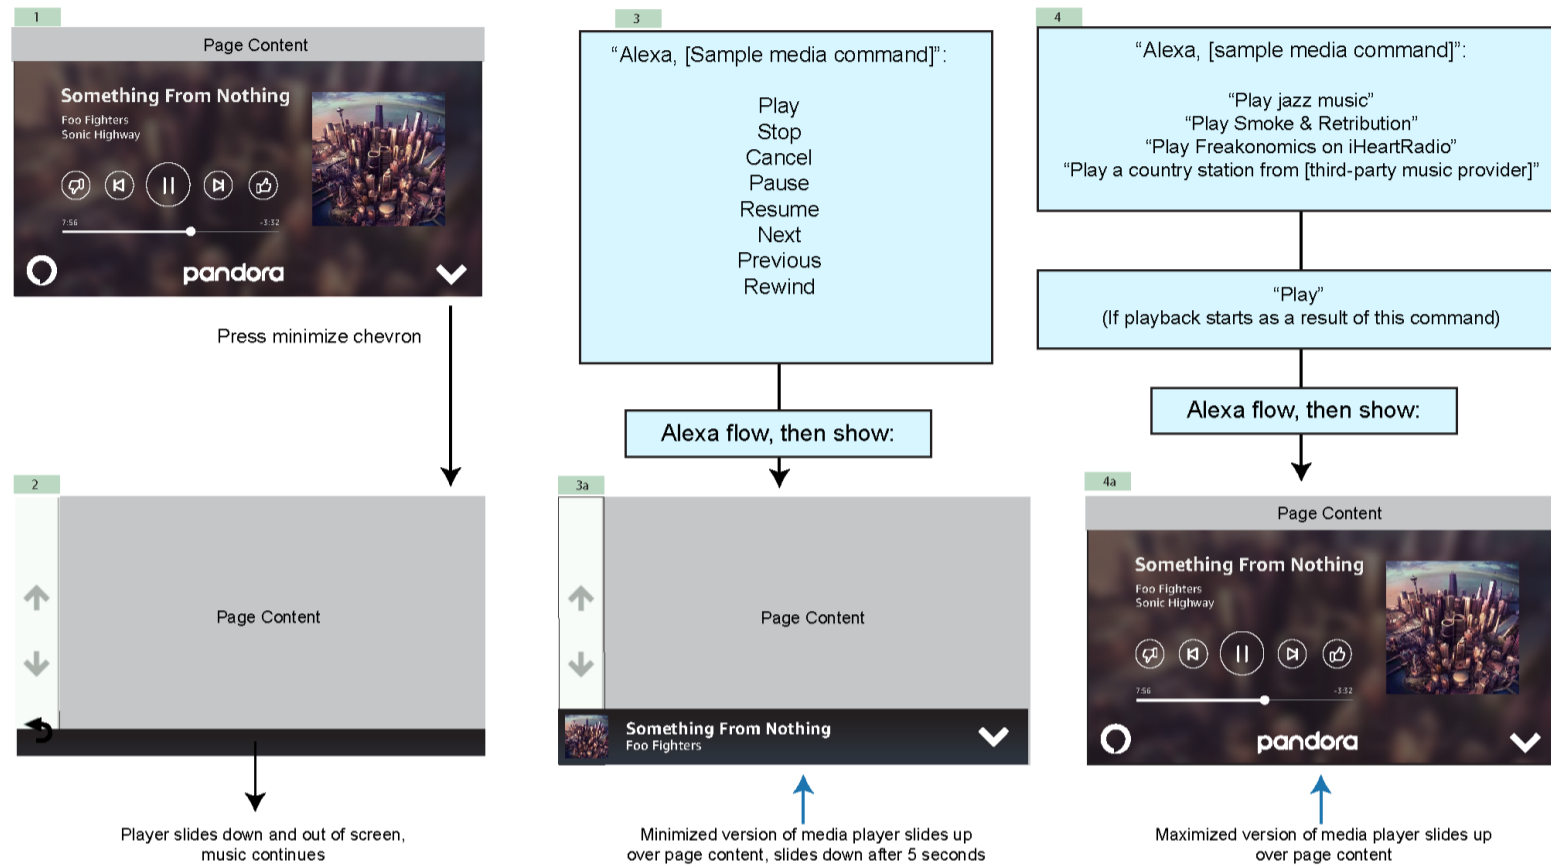 1
Page Content
Something From Nothing
Foo Fighters
Sonic Highway
7:56
-3:32
pandora
Press minimize chevron
2
Page Content
Player slides down and out of screen,
music continues
3
“Alexa, [Sample media command]”:
Play
Stop
Cancel
Pause
Resume
Next
Previous
Rewind
Alexa flow, then show:
3a
Page Content
Something From Nothing
Foo Fighters
Minimized version of media player slides up
over page content, slides down after 5 seconds
4
“Alexa, [sample media command]”:
“Play jazz music”
“Play Smoke & Retribution”
“Play Freakonomics on iHeartRadio”
“Play a country station from [third-party music provider]”
“Play”
(If playback starts as a result of this command)
Alexa flow, then show:
4a
Page Content
Something From Nothing
Foo Fighters
Sonic Highway
7:56
-3:32
pandora
Maximized version of media player slides up
over page content